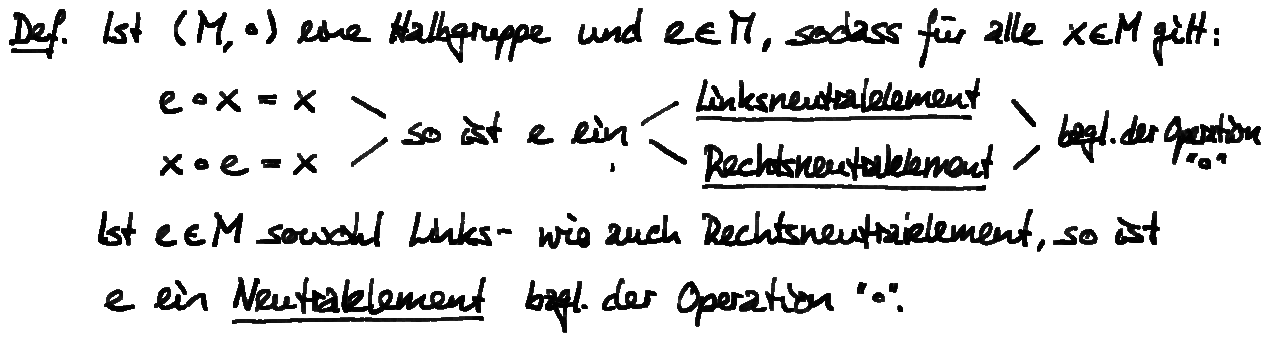 Def. Ist (M, ∘) eine Halbgruppe und e ∈ M, sodass für alle x ∈ M gilt:
e ∘ x = x Linksneutralelement
so ist e ein bzgl. der Operation "∘"
x ∘ e = x Rechtsneutralelement
Ist e ∈ M sowohl Links- wie auch Rechtsneutralelement, so ist
e ein Neutralelement bzgl. der Operation "∘".